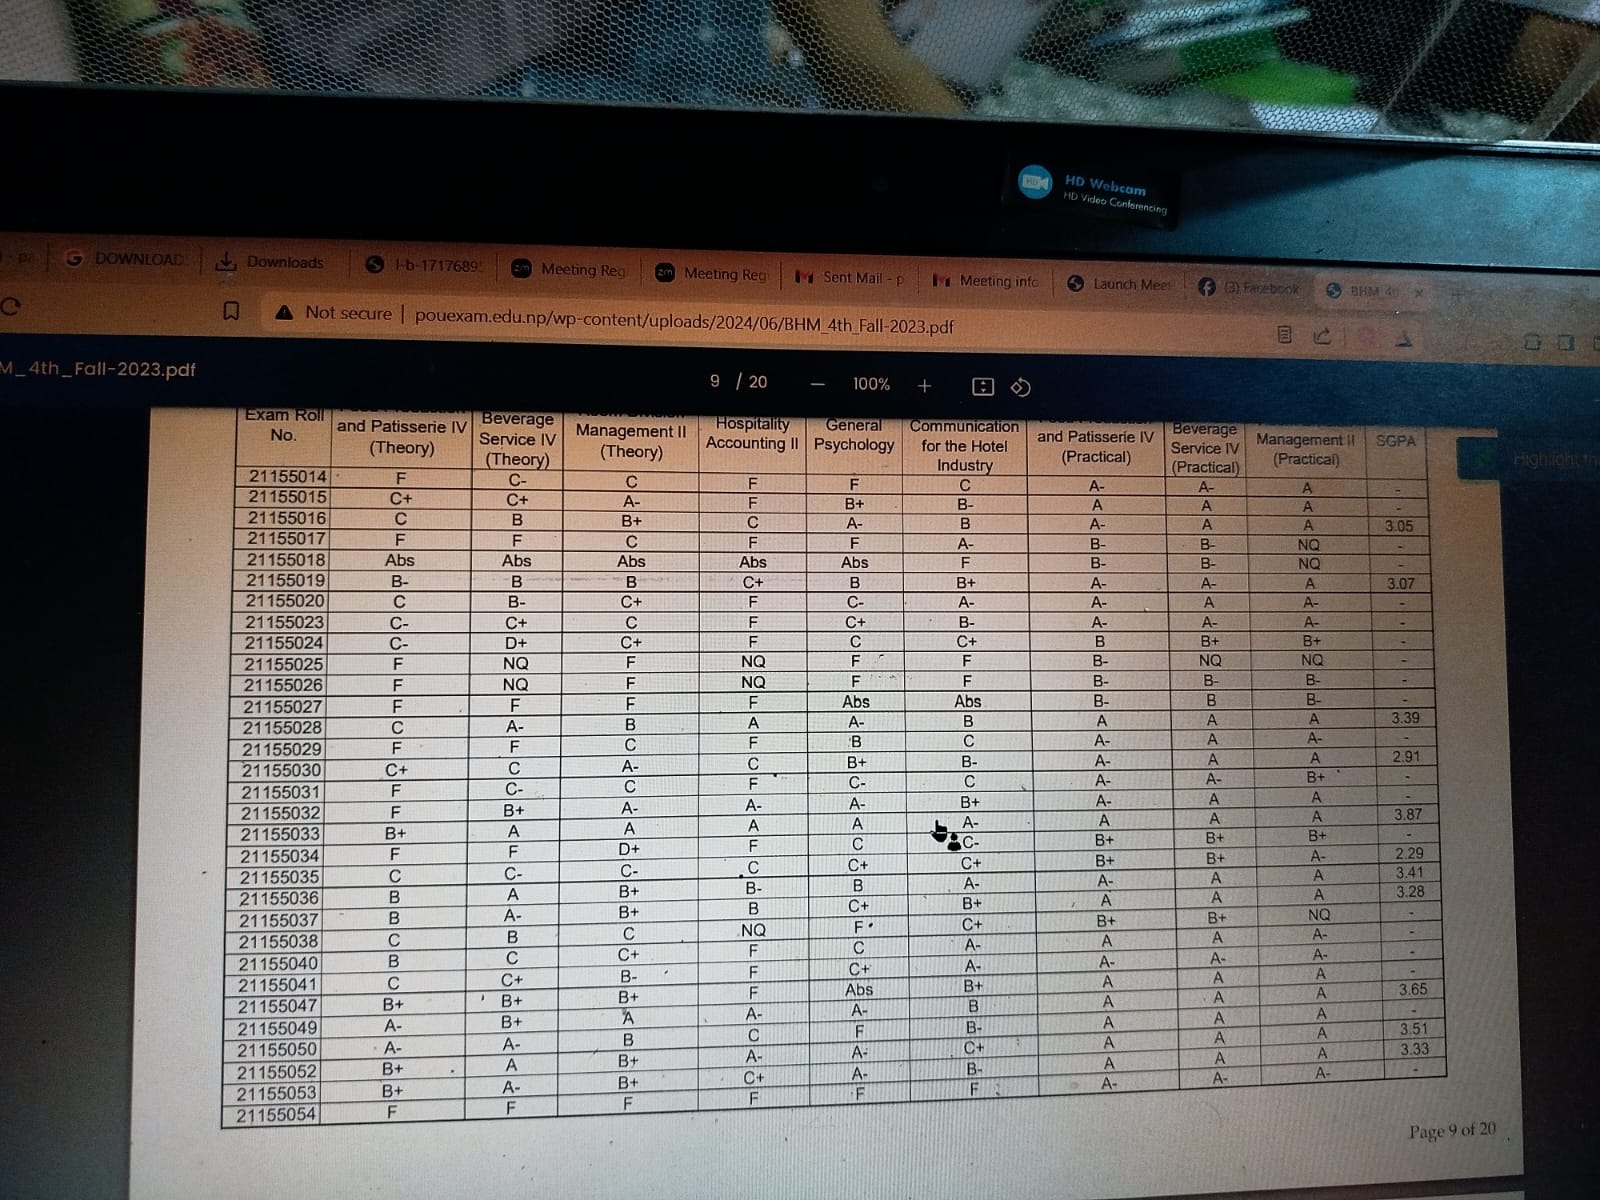 HD Webcam
HD Video Conferencing
DOWNLOAD Downloads l-b-1717689 Meeting Reg Meeting Reg Sent Mail - p Meeting info Launch Meet (3) Facebook BHM 4
Not secure | pouexam.edu.np/wp-content/uploads/2024/06/BHM_4th_Fall-2023.pdf
M_4th_Fall-2023.pdf 9 / 20 — 100% +
Exam Roll No. and Patisserie IV (Theory) Beverage Service IV (Theory) Management II (Theory) Hospitality Accounting II General Psychology Communication for the Hotel Industry and Patisserie IV (Practical) Beverage Service IV (Practical) Management II (Practical) SGPA
Highlight
21155014 F C- C F F C A- A- A -
21155015 C+ C+ A- F B+ B- A A A -
21155016 C B B+ C A- B A- A A 3.05
21155017 F F C F F A- B- B- NQ -
21155018 Abs Abs Abs Abs Abs F B- B- NQ -
21155019 B- B B C+ B B+ A- A- A 3.07
21155020 C B- C+ F C- A- A- A A- -
21155023 C- C+ C F C+ B- A- A- A- -
21155024 C- D+ C+ F C C+ B B+ B+ -
21155025 F NQ F NQ F F B- NQ NQ -
21155026 F NQ F NQ F F B- B- B- -
21155027 F F F F Abs Abs B- B B- -
21155028 C A- B A A- B A A A 3.39
21155029 F F C F B C A- A A- -
21155030 C+ C A- C B+ B- A- A A 2.91
21155031 F C- C F C- C A- A- B+ -
21155032 F B+ A- A- A- B+ A- A A -
21155033 B+ A A A A A- A A A 3.87
21155034 F F D+ F C C- B+ B+ B+ -
21155035 C C- C- C C+ C+ B+ B+ A- 2.29
21155036 B A B+ B- B A- A- A A 3.41
21155037 B A- B+ B C+ B+ A A A 3.28
21155038 C B C NQ F C+ B+ B+ NQ -
21155040 B C C+ F C A- A A A- -
21155041 C C+ B- F C+ A- A- A- A- -
21155047 B+ B+ B+ F Abs B+ A A A -
21155049 A- B+ A A- A- B A A A 3.65
21155050 A- A- B C F B- A A A -
21155052 B+ A B+ A- A- C+ A A A 3.51
21155053 B+ A- B+ C+ A- B- A A A 3.33
21155054 F F F F F F A- A- A- -
Page 9 of 20